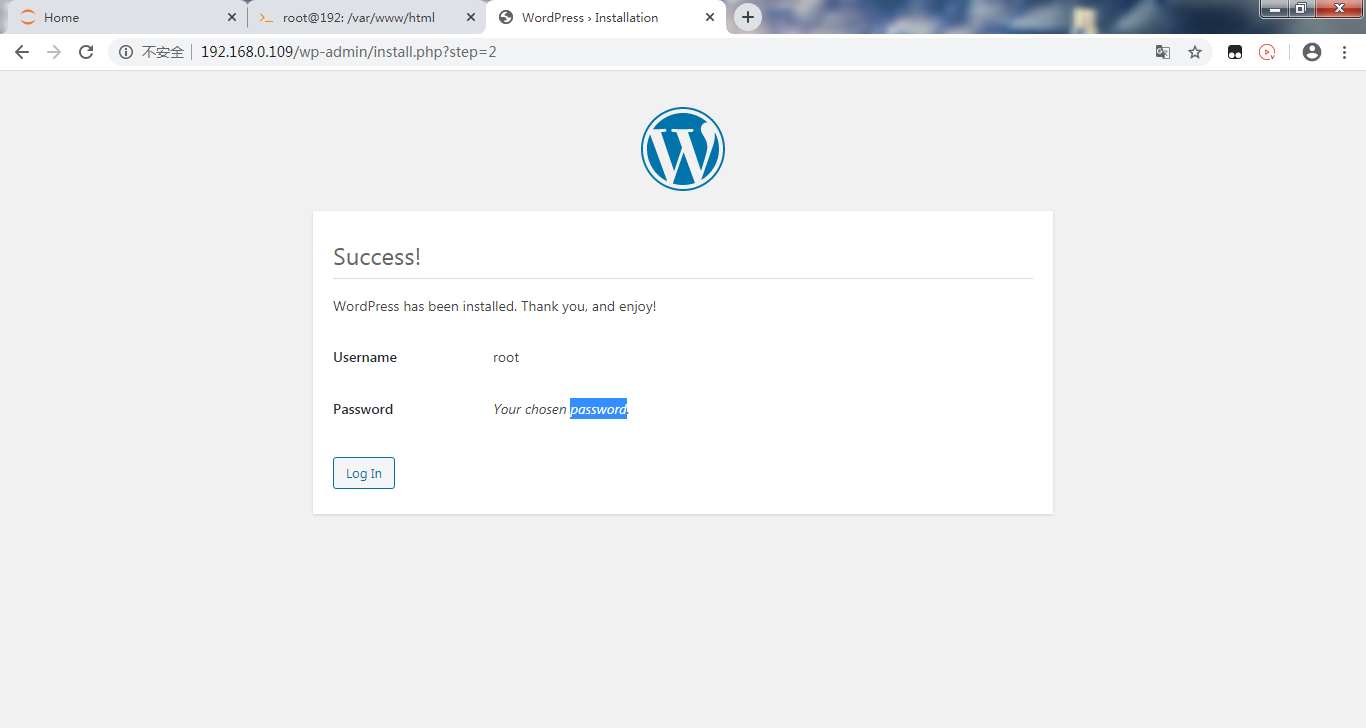 Home
root@192: /var/www/html
WordPress › Installation
不安全
192.168.0.109/wp-admin/install.php?step=2
Success!
WordPress has been installed. Thank you, and enjoy!
Username root
Password Your chosen password.
Log In